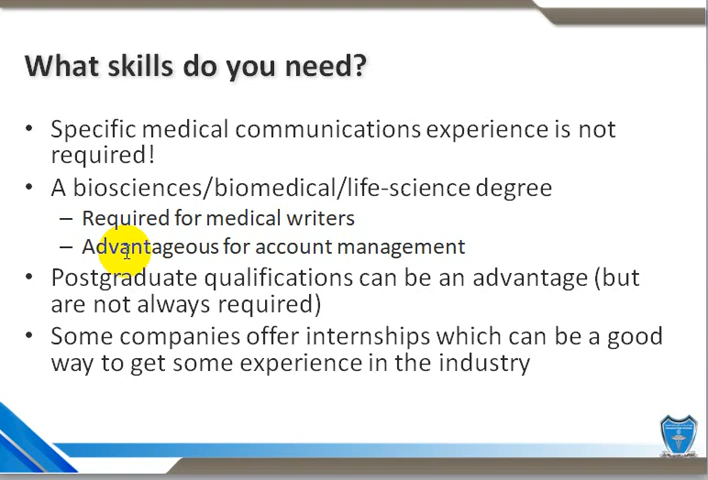 What skills do you need?
• Specific medical communications experience is not
required!
• A biosciences/biomedical/life-science degree
– Required for medical writers
– Advantageous for account management
• Postgraduate qualifications can be an advantage (but
are not always required)
• Some companies offer internships which can be a good
way to get some experience in the industry